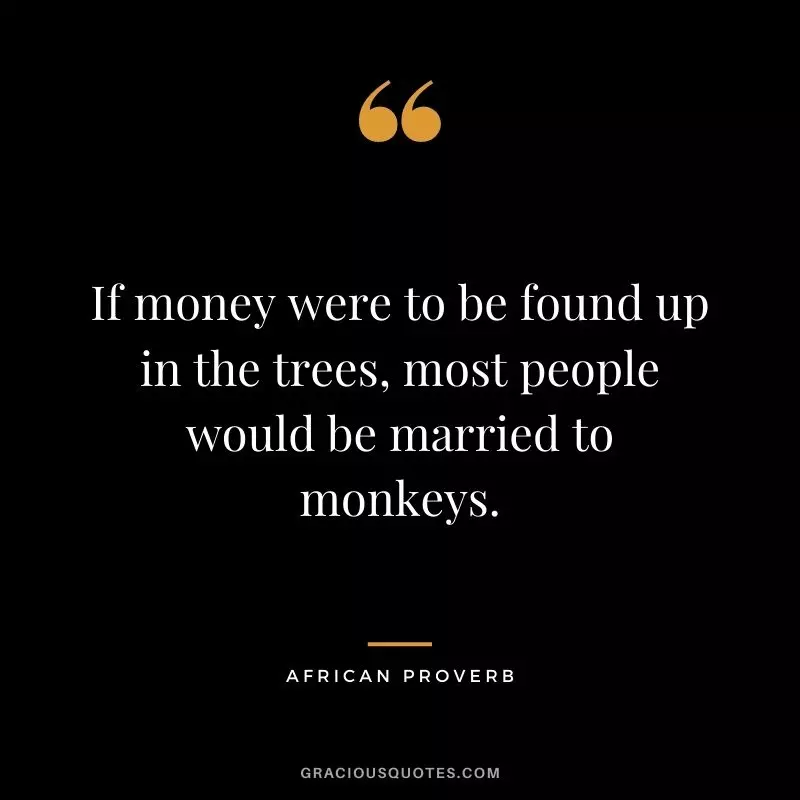 “
If money were to be found up
in the trees, most people
would be married to
monkeys.
AFRICAN PROVERB
GRACIOUSQUOTES.COM